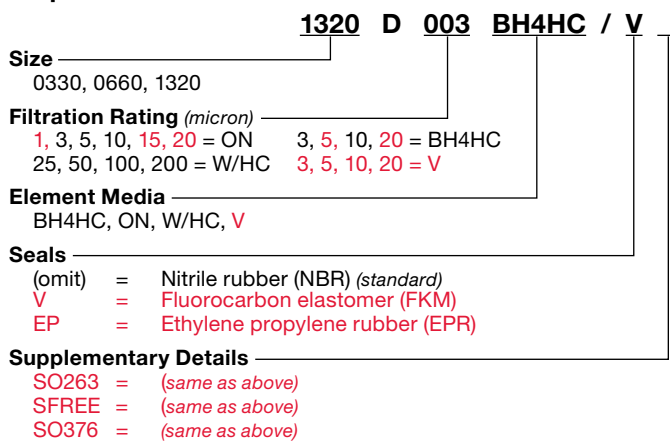 1320 D 003 BH4HC / V
Size
0330, 0660, 1320
Filtration Rating (micron)
1, 3, 5, 10, 15, 20 = ON 3, 5, 10, 20 = BH4HC
25, 50, 100, 200 = W/HC 3, 5, 10, 20 = V
Element Media
BH4HC, ON, W/HC, V
Seals
(omit) = Nitrile rubber (NBR) (standard)
V = Fluorocarbon elastomer (FKM)
EP = Ethylene propylene rubber (EPR)
Supplementary Details
SO263 = (same as above)
SFREE = (same as above)
SO376 = (same as above)